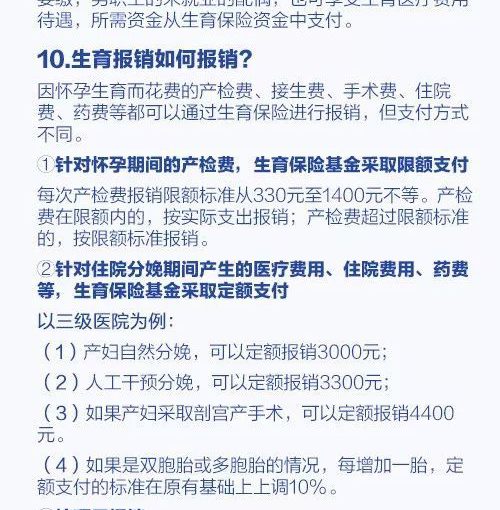 待遇，所需资金从生育保险资金中支付。
10.生育报销如何报销？
因怀孕生育而花费的产检费、接生费、手术费、住院
费、药费等都可以通过生育保险进行报销，但支付方式
不同。
①针对怀孕期间的产检费，生育保险基金采取限额支付
每次产检费报销限额标准从330元至1400元不等。产检
费在限额内的，按实际支出报销；产检费超过限额标准
的，按限额标准报销。
②针对住院分娩期间产生的医疗费用、住院费用、药费
等，生育保险基金采取定额支付
以三级医院为例：
（1）产妇自然分娩，可以定额报销3000元；
（2）人工干预分娩，可以定额报销3300元；
（3）如果产妇采取剖宫产手术，可以定额报销4400
元。
（4）如果是双胞胎或多胞胎的情况，每增加一胎，定
额支付的标准在原有基础上上调10%。